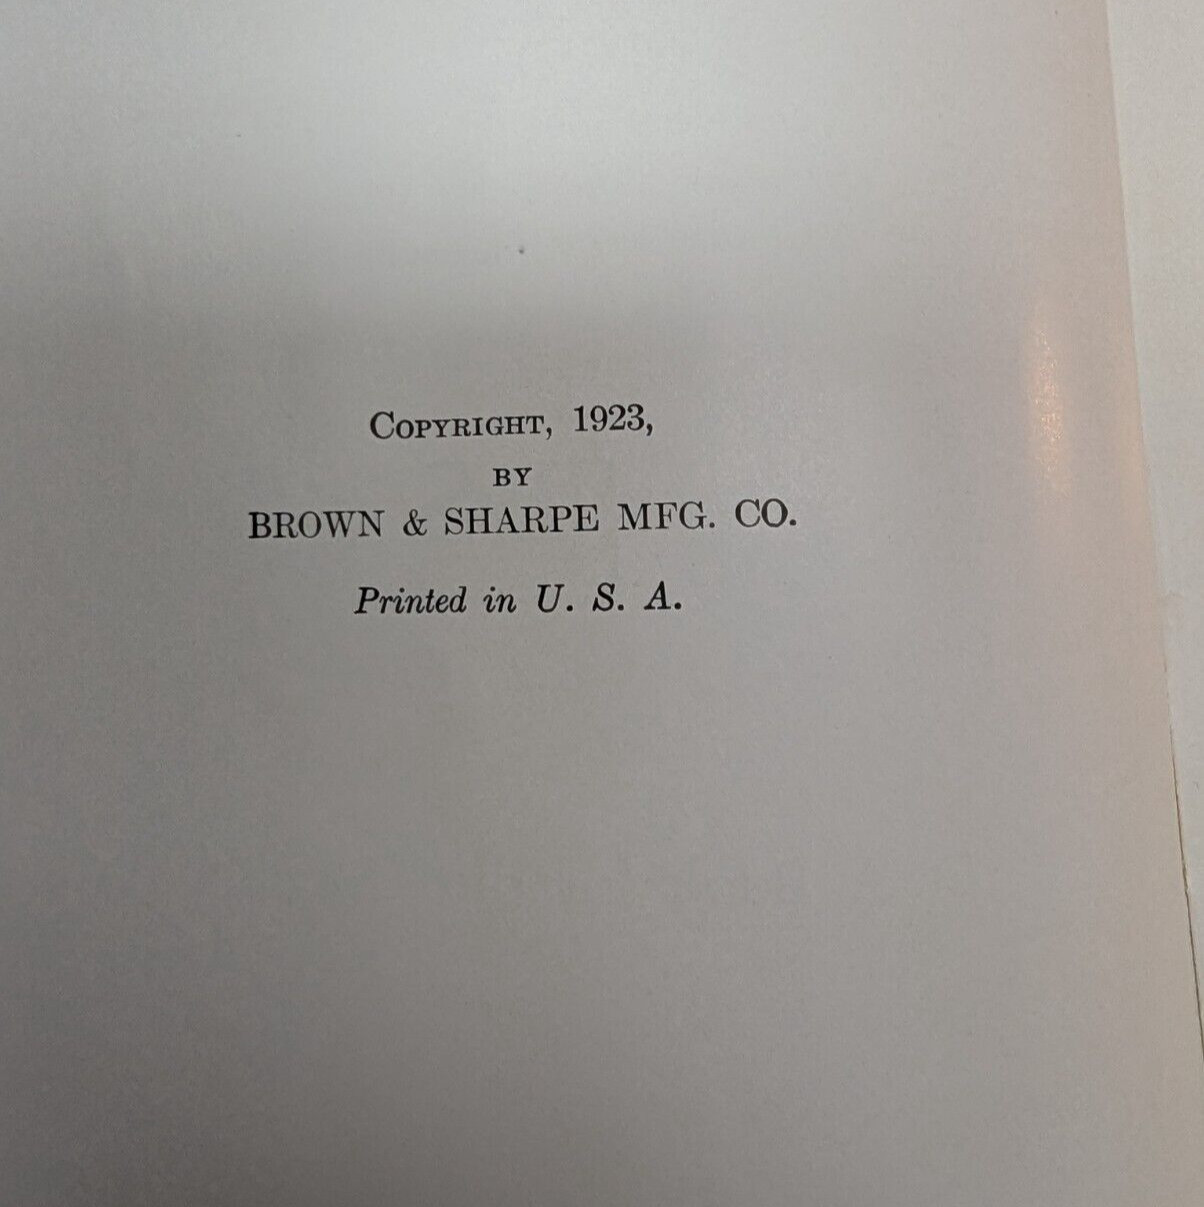 Copyright, 1923,
BY
BROWN & SHARPE MFG. CO.
Printed in U. S. A.